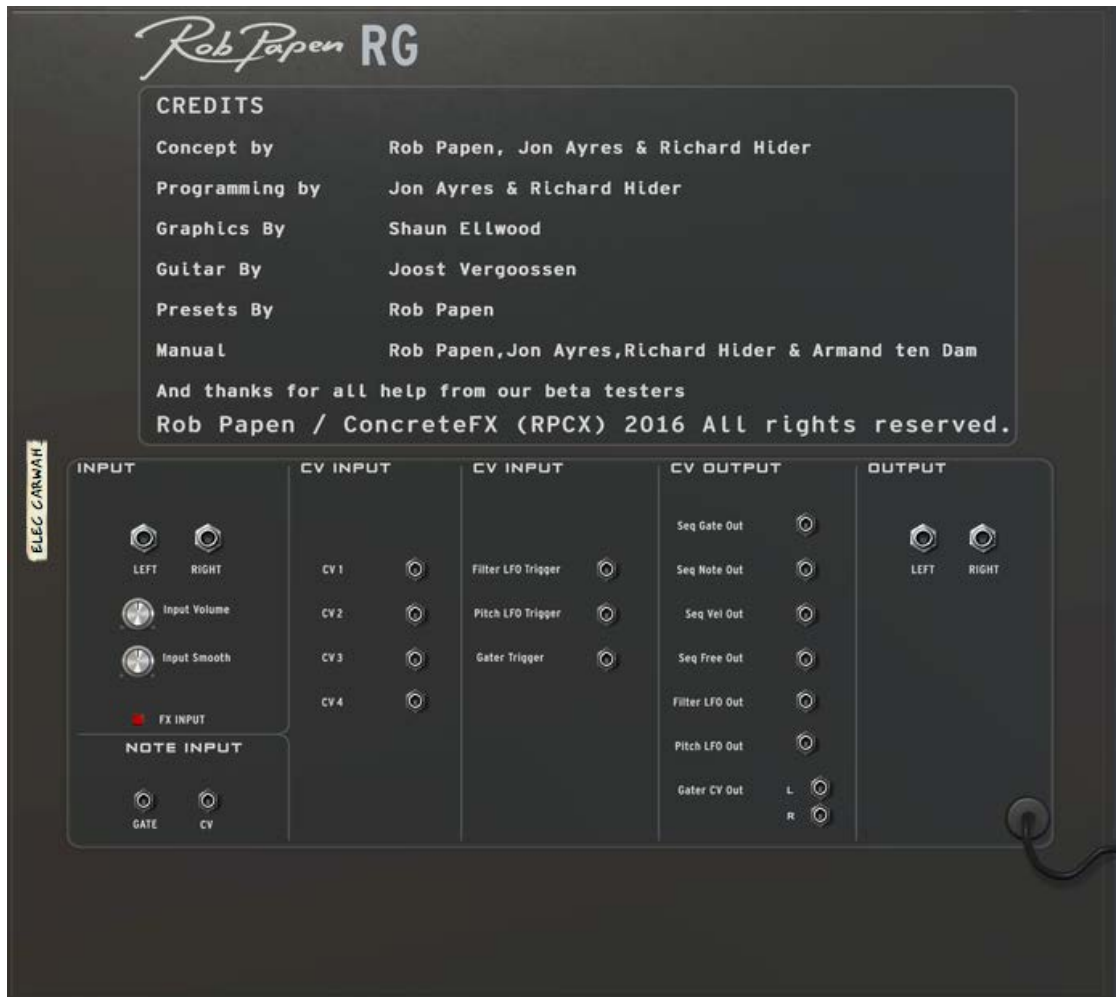 Rob Papen RG
CREDITS
Concept by Rob Papen, Jon Ayres & Richard Hider
Programming by Jon Ayres & Richard Hider
Graphics By Shaun Ellwood
Guitar By Joost Vergoossen
Presets By Rob Papen
Manual Rob Papen,Jon Ayres,Richard Hider & Armand ten Dam
And thanks for all help from our beta testers
Rob Papen / ConcreteFX (RPCX) 2016 All rights reserved.
ELEC CARWAH
INPUT
LEFT RIGHT
Input Volume
Input Smooth
FX INPUT
NOTE INPUT
GATE CV
CV INPUT
CV 1
CV 2
CV 3
CV 4
CV INPUT
Filter LFO Trigger
Pitch LFO Trigger
Gater Trigger
CV OUTPUT
Seq Gate Out
Seq Note Out
Seq Vel Out
Seq Free Out
Filter LFO Out
Pitch LFO Out
Gater CV Out L
R
OUTPUT
LEFT RIGHT